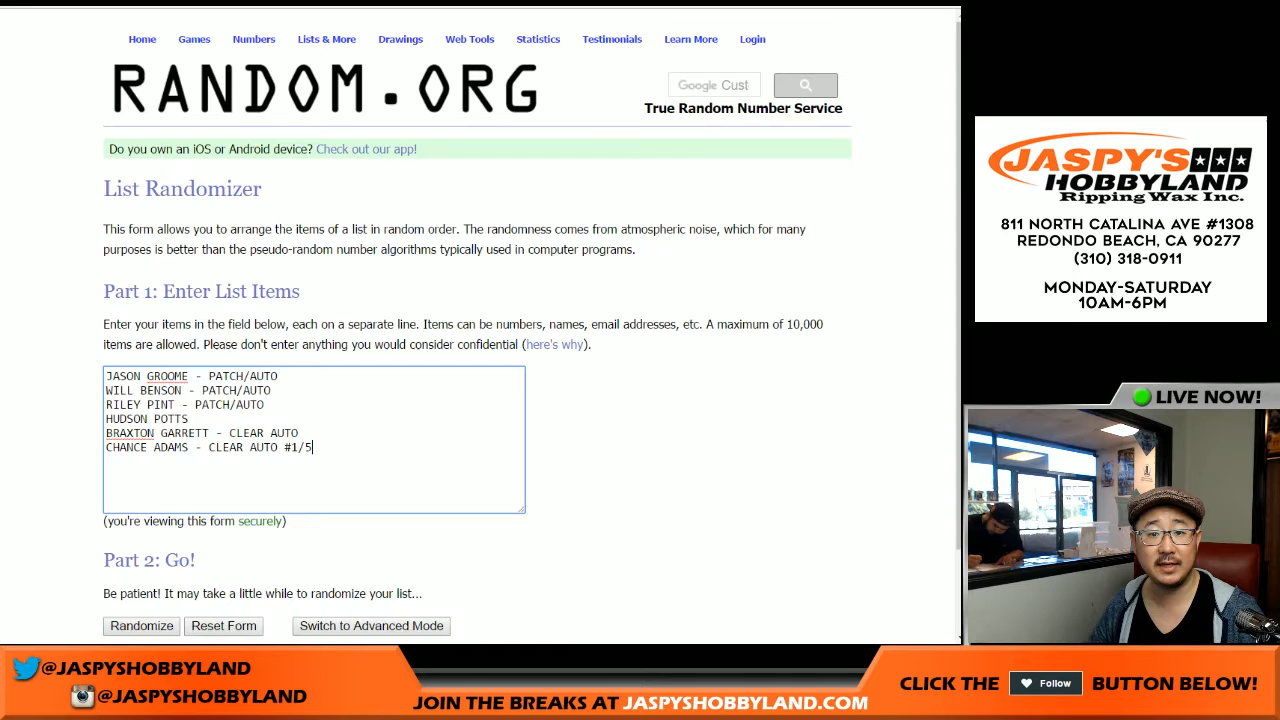 Home Games Numbers Lists & More Drawings Web Tools Statistics Testimonials Learn More Login
RANDOM.ORG
Google Cust
True Random Number Service
Do you own an iOS or Android device? Check out our app!
List Randomizer
This form allows you to arrange the items of a list in random order. The randomness comes from atmospheric noise, which for many
purposes is better than the pseudo-random number algorithms typically used in computer programs.
Part 1: Enter List Items
Enter your items in the field below, each on a separate line. Items can be numbers, names, email addresses, etc. A maximum of 10,000
items are allowed. Please don't enter anything you would consider confidential (here's why).
JASON GROOME - PATCH/AUTO
WILL BENSON - PATCH/AUTO
RILEY PINT - PATCH/AUTO
HUDSON POTTS
BRAXTON GARRETT - CLEAR AUTO
CHANCE ADAMS - CLEAR AUTO #1/5
(you're viewing this form securely)
Part 2: Go!
Be patient! It may take a little while to randomize your list...
Randomize Reset Form Switch to Advanced Mode
JASPY'S
HOBBYLAND
Ripping Wax Inc.
811 NORTH CATALINA AVE #1308
REDONDO BEACH, CA 90277
(310) 318-0911
MONDAY-SATURDAY
10AM-6PM
LIVE NOW!
@JASPYSHOBBYLAND
@JASPYSHOBBYLAND
JOIN THE BREAKS AT JASPYSHOBBYLAND.COM
CLICK THE Follow BUTTON BELOW!